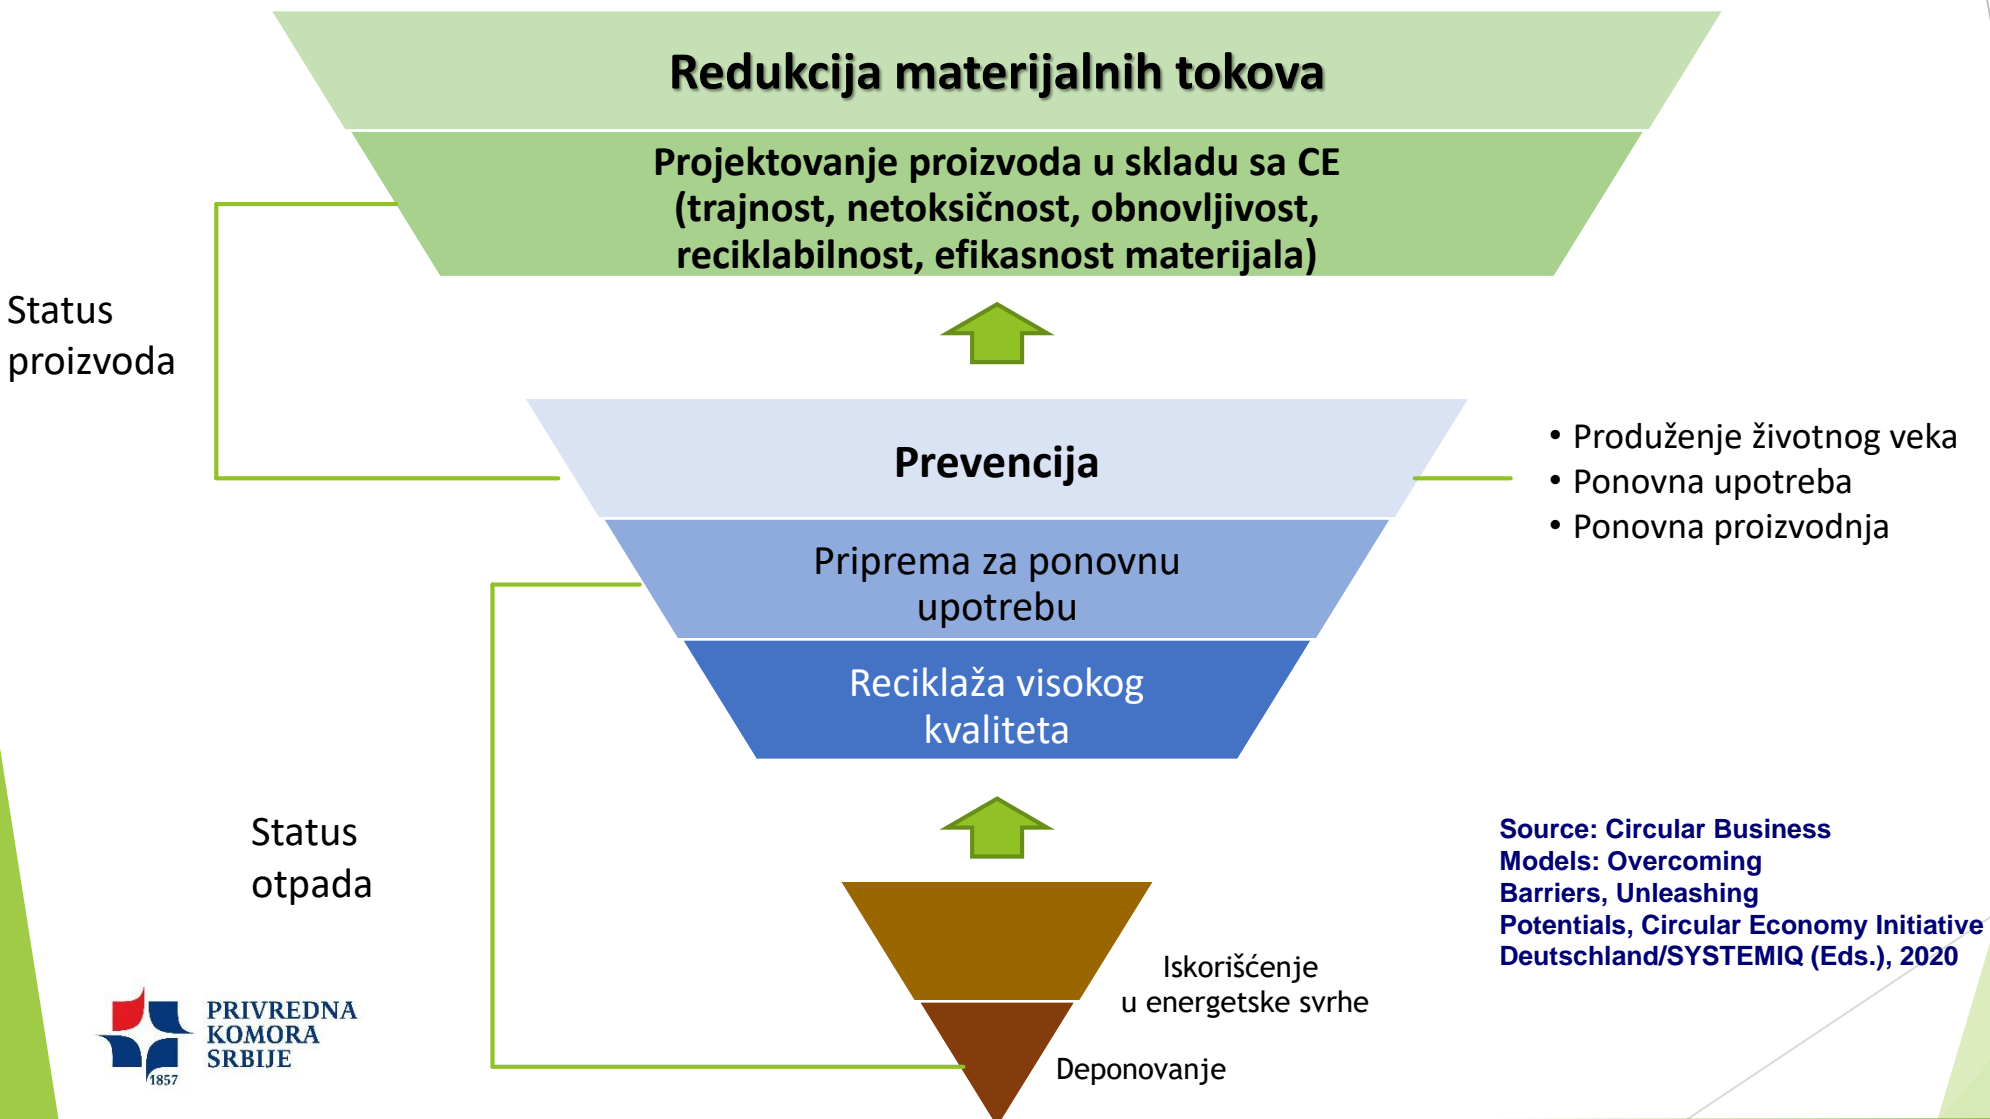 Redukcija materijalnih tokova
Projektovanje proizvoda u skladu sa CE
(trajnost, netoksičnost, obnovljivost,
reciklabilnost, efikasnost materijala)
Status
proizvoda
Prevencija
• Produženje životnog veka
• Ponovna upotreba
• Ponovna proizvodnja
Priprema za ponovnu
upotrebu
Reciklaža visokog
kvaliteta
Status
otpada
Source: Circular Business
Models: Overcoming
Barriers, Unleashing
Potentials, Circular Economy Initiative
Deutschland/SYSTEMIQ (Eds.), 2020
Iskorišćenje
u energetske svrhe
Deponovanje
PRIVREDNA
KOMORA
SRBIJE
1857